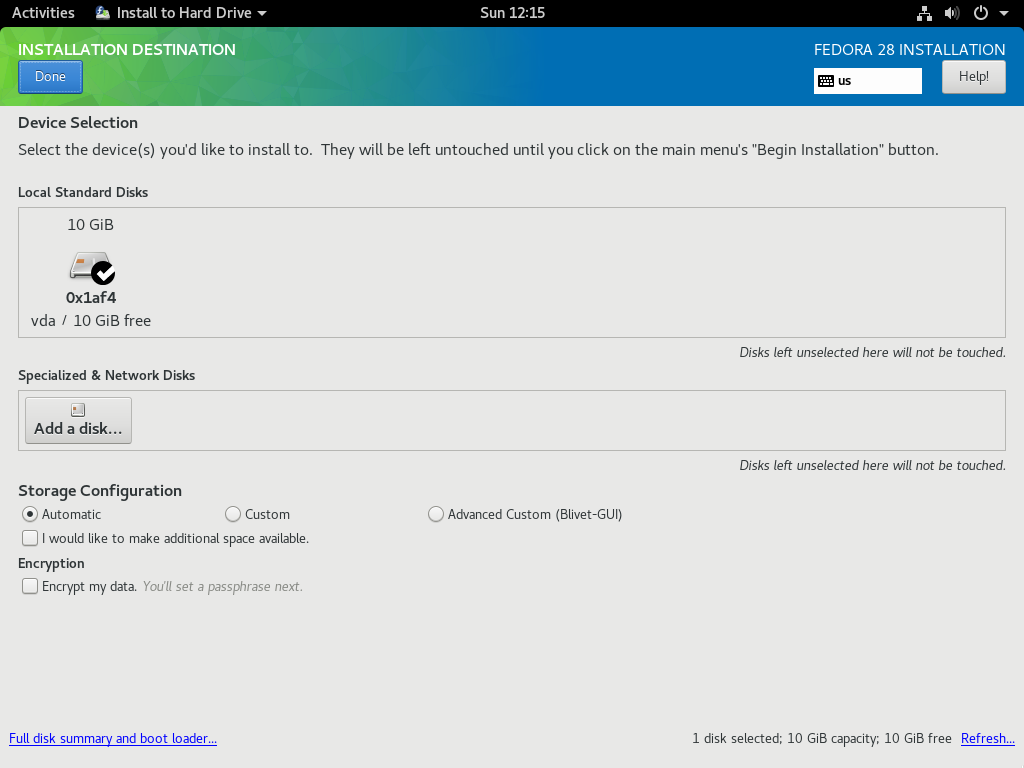 Activities Install to Hard Drive Sun 12:15
INSTALLATION DESTINATION FEDORA 28 INSTALLATION
Done us Help!
Device Selection
Select the device(s) you'd like to install to.  They will be left untouched until you click on the main menu's "Begin Installation" button.
Local Standard Disks
10 GiB
0x1af4
vda / 10 GiB free
Disks left unselected here will not be touched.
Specialized & Network Disks
Add a disk...
Disks left unselected here will not be touched.
Storage Configuration
Automatic Custom Advanced Custom (Blivet-GUI)
I would like to make additional space available.
Encryption
Encrypt my data. You'll set a passphrase next.
Full disk summary and boot loader... 1 disk selected; 10 GiB capacity; 10 GiB free Refresh...